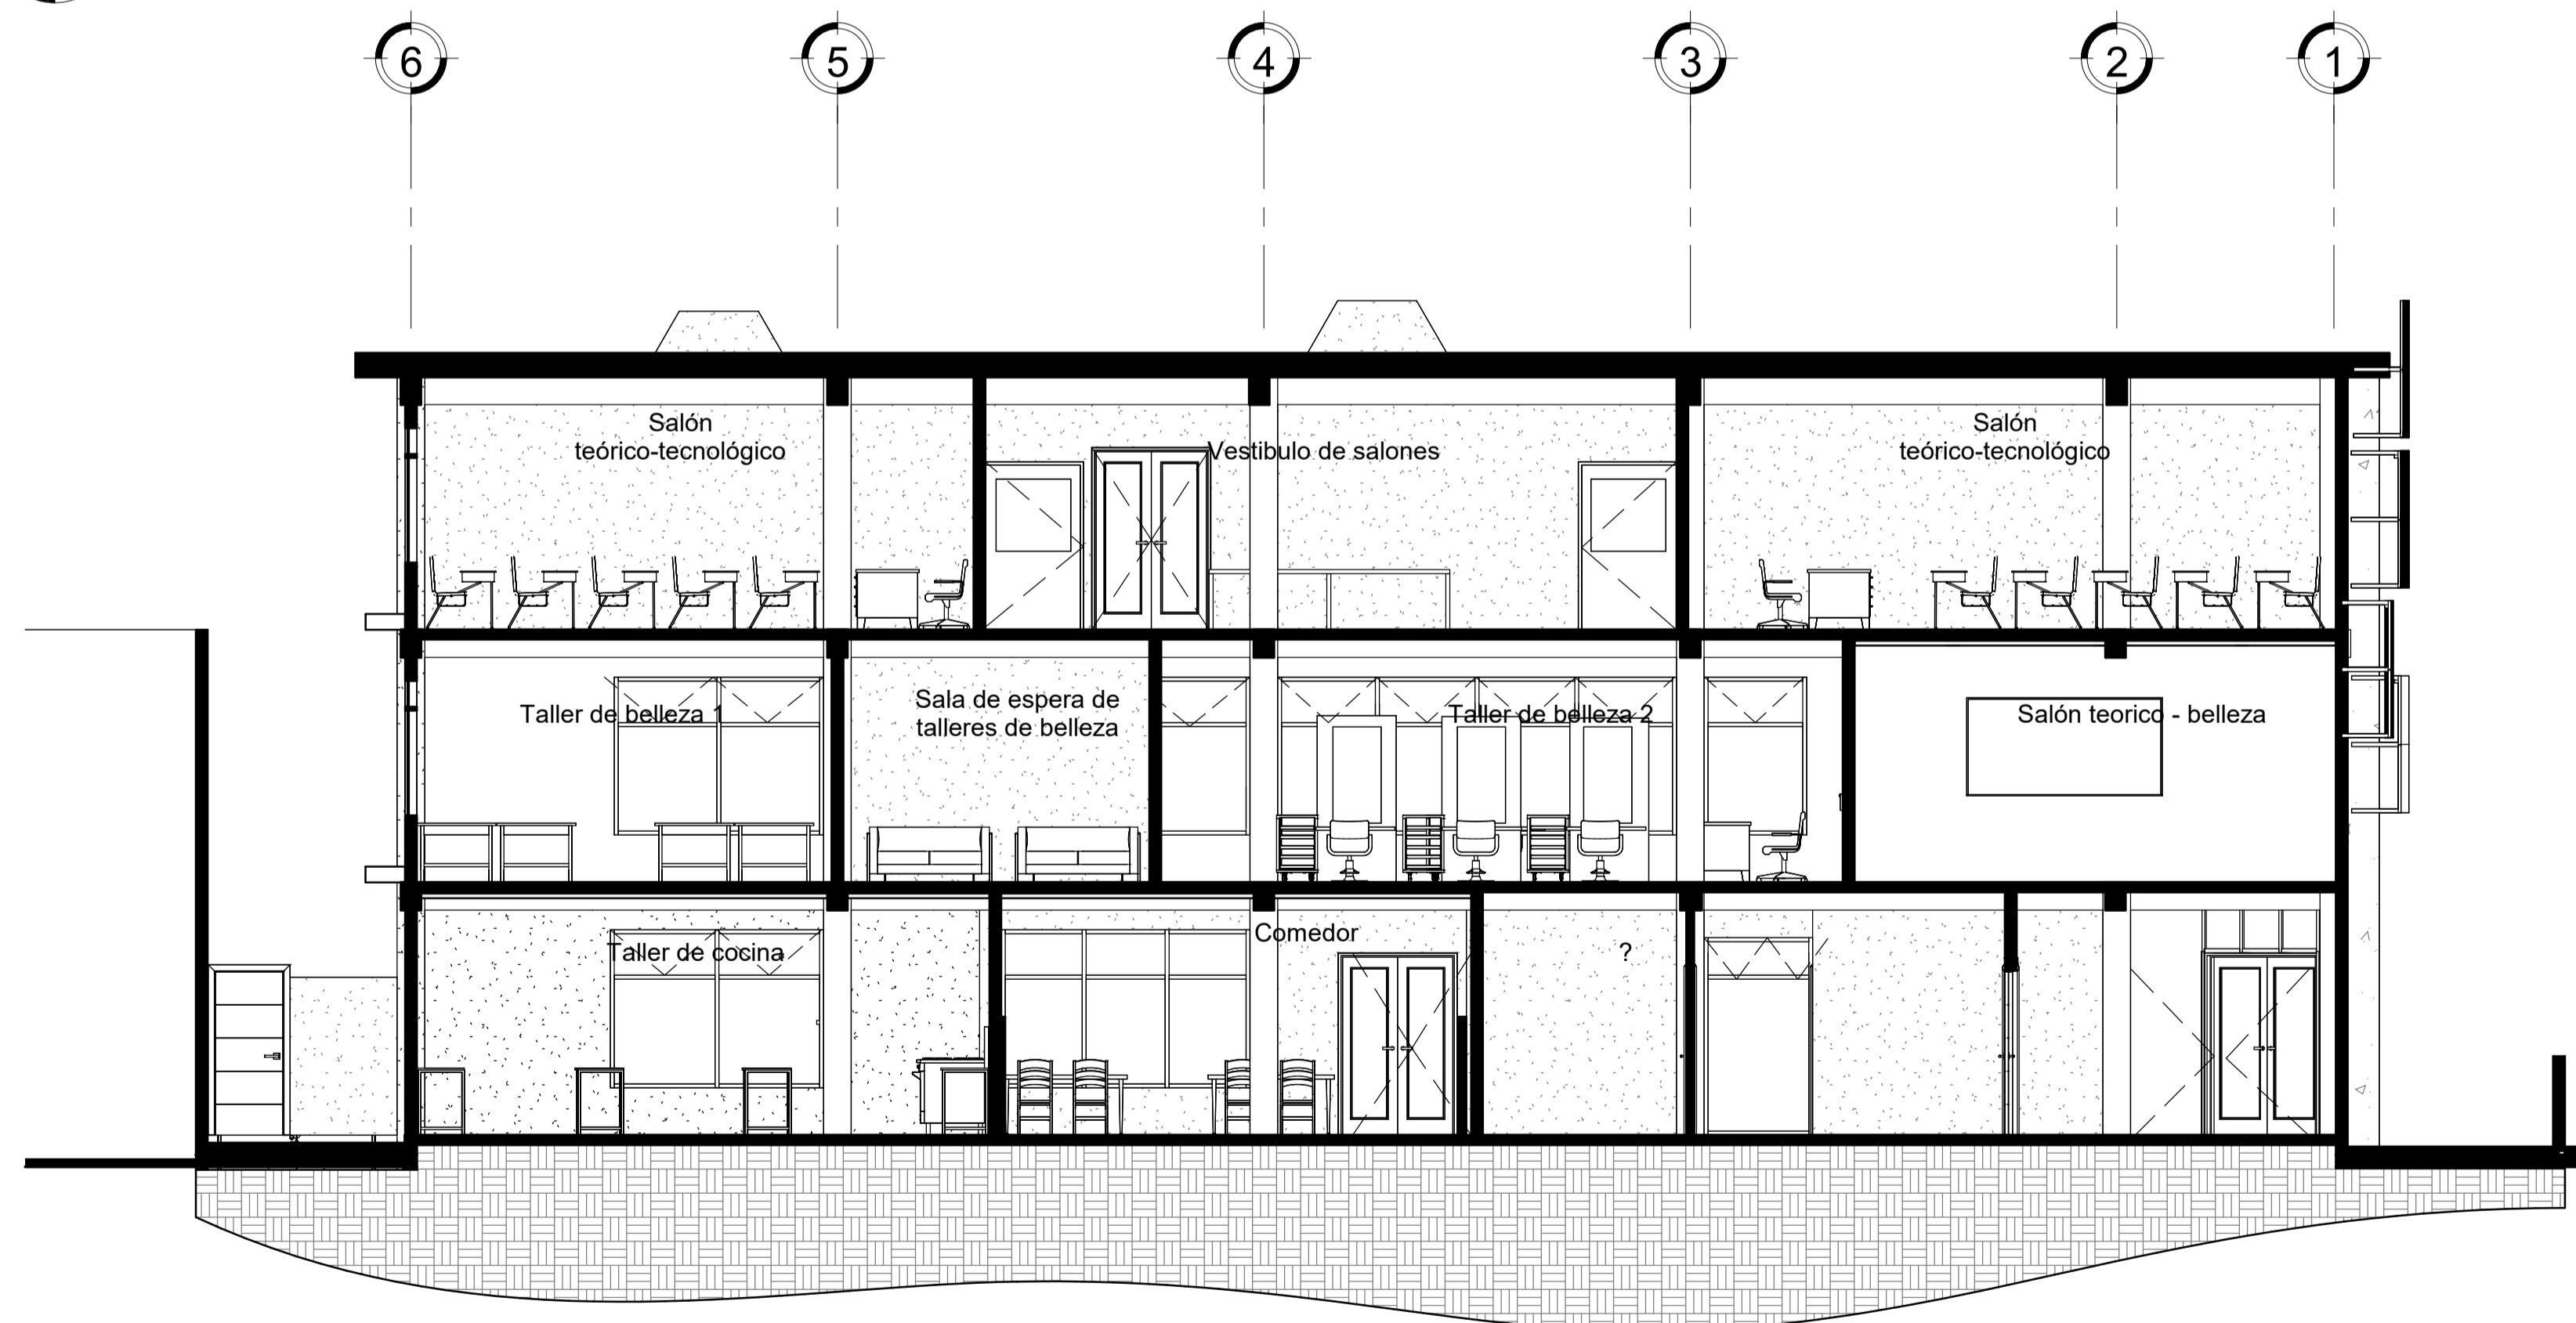 6
5
4
3
2
1
Salón
teórico-tecnológico
Vestibulo de salones
Salón
teórico-tecnológico
Taller de belleza 1
Sala de espera de
talleres de belleza
Taller de belleza 2
Salón teorico - belleza
Taller de cocina
Comedor
?